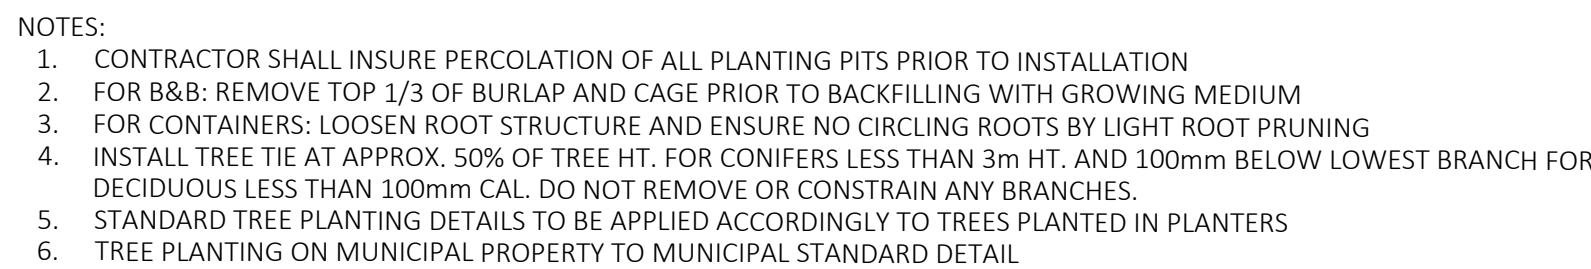 NOTES:
1. CONTRACTOR SHALL INSURE PERCOLATION OF ALL PLANTING PITS PRIOR TO INSTALLATION
2. FOR B&B: REMOVE TOP 1/3 OF BURLAP AND CAGE PRIOR TO BACKFILLING WITH GROWING MEDIUM
3. FOR CONTAINERS: LOOSEN ROOT STRUCTURE AND ENSURE NO CIRCLING ROOTS BY LIGHT ROOT PRUNING
4. INSTALL TREE TIE AT APPROX. 50% OF TREE HT. FOR CONIFERS LESS THAN 3m HT. AND 100mm BELOW LOWEST BRANCH FOR
DECIDUOUS LESS THAN 100mm CAL. DO NOT REMOVE OR CONSTRAIN ANY BRANCHES.
5. STANDARD TREE PLANTING DETAILS TO BE APPLIED ACCORDINGLY TO TREES PLANTED IN PLANTERS
6. TREE PLANTING ON MUNICIPAL PROPERTY TO MUNICIPAL STANDARD DETAIL